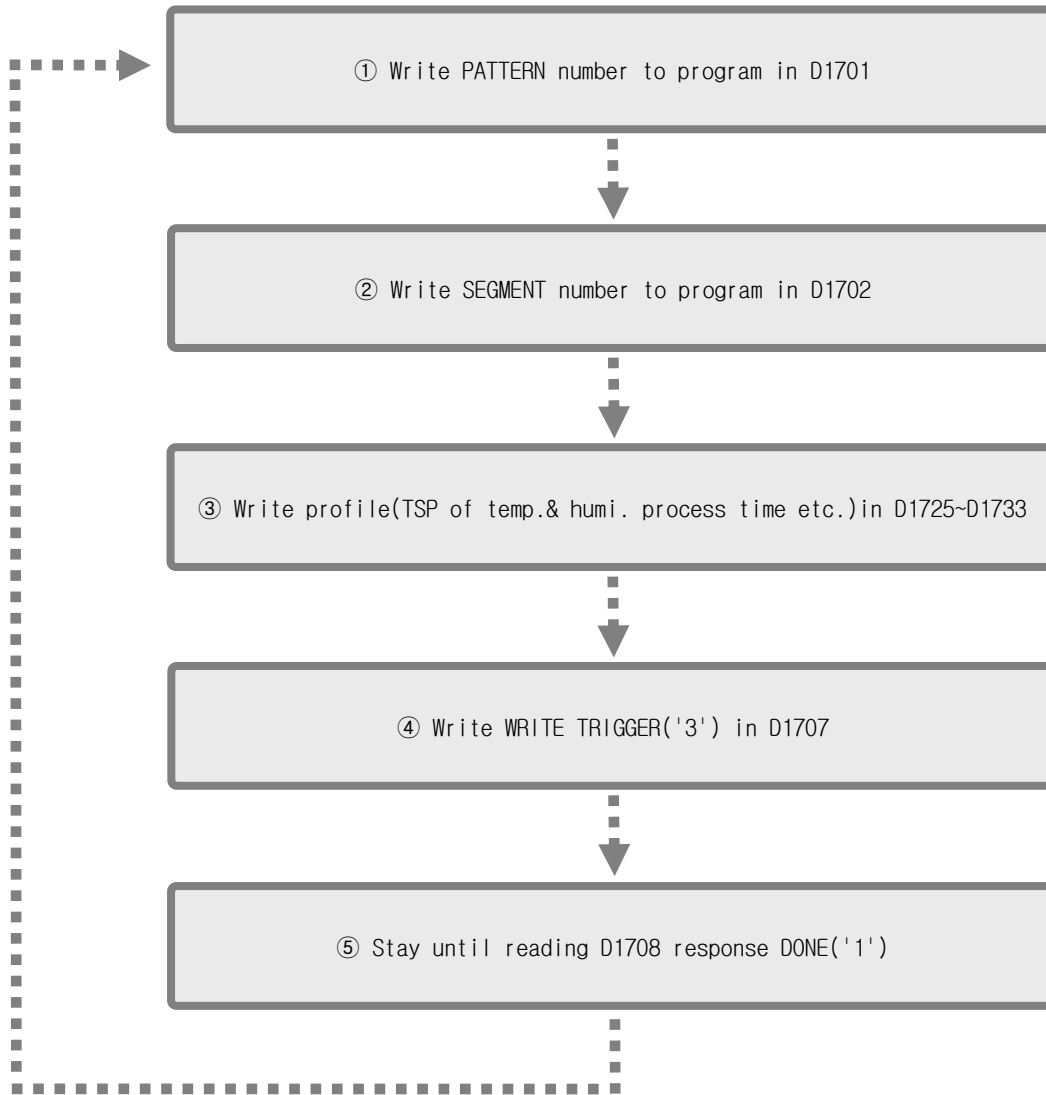 ① Write PATTERN number to program in D1701
② Write SEGMENT number to program in D1702
③ Write profile(TSP of temp.& humi. process time etc.)in D1725~D1733
④ Write WRITE TRIGGER('3') in D1707
⑤ Stay until reading D1708 response DONE('1')